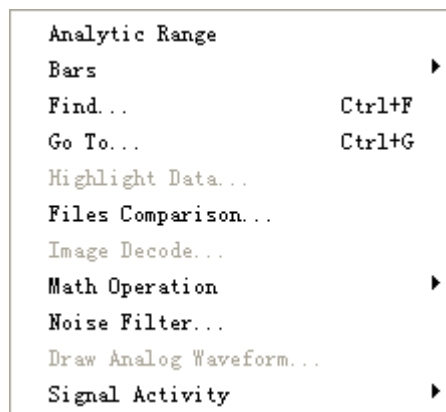 Analytic Range
Bars
Find... Ctrl+F
Go To... Ctrl+G
Highlight Data...
Files Comparison...
Image Decode...
Math Operation
Noise Filter...
Draw Analog Waveform...
Signal Activity